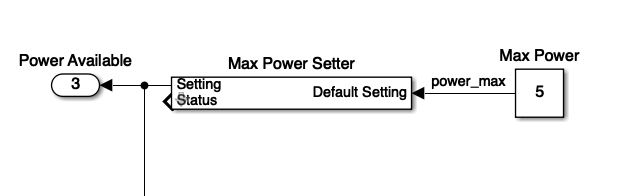 Max Power
Power Available
Max Power Setter
3
Setting
Status
Default Setting
power_max
5